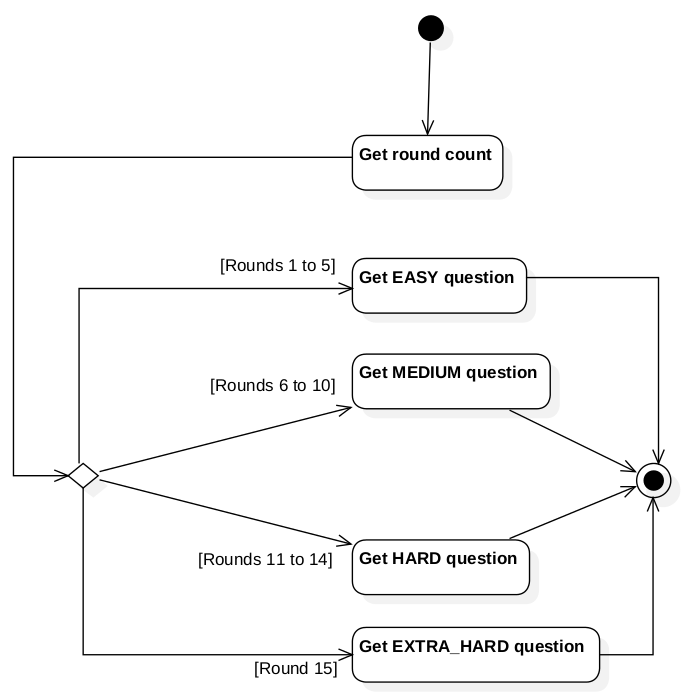 Get round count
[Rounds 1 to 5]
Get EASY question
[Rounds 6 to 10]
Get MEDIUM question
[Rounds 11 to 14]
Get HARD question
[Round 15]
Get EXTRA_HARD question